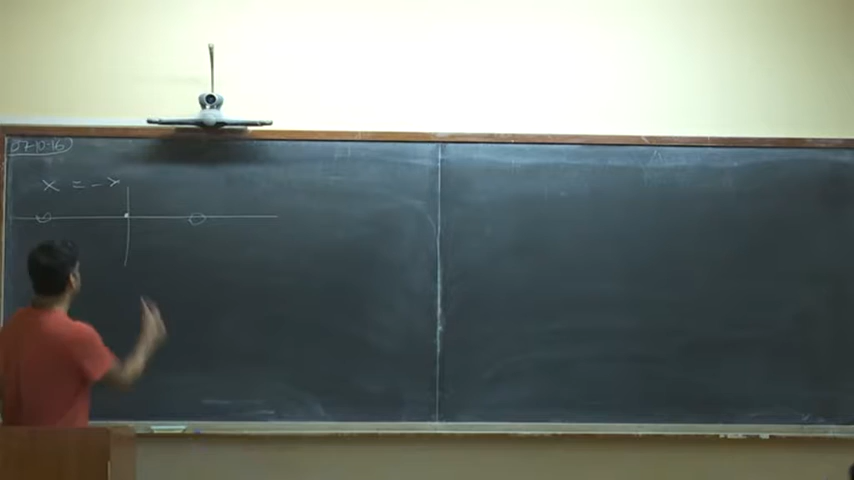 07-10-16
x = - x